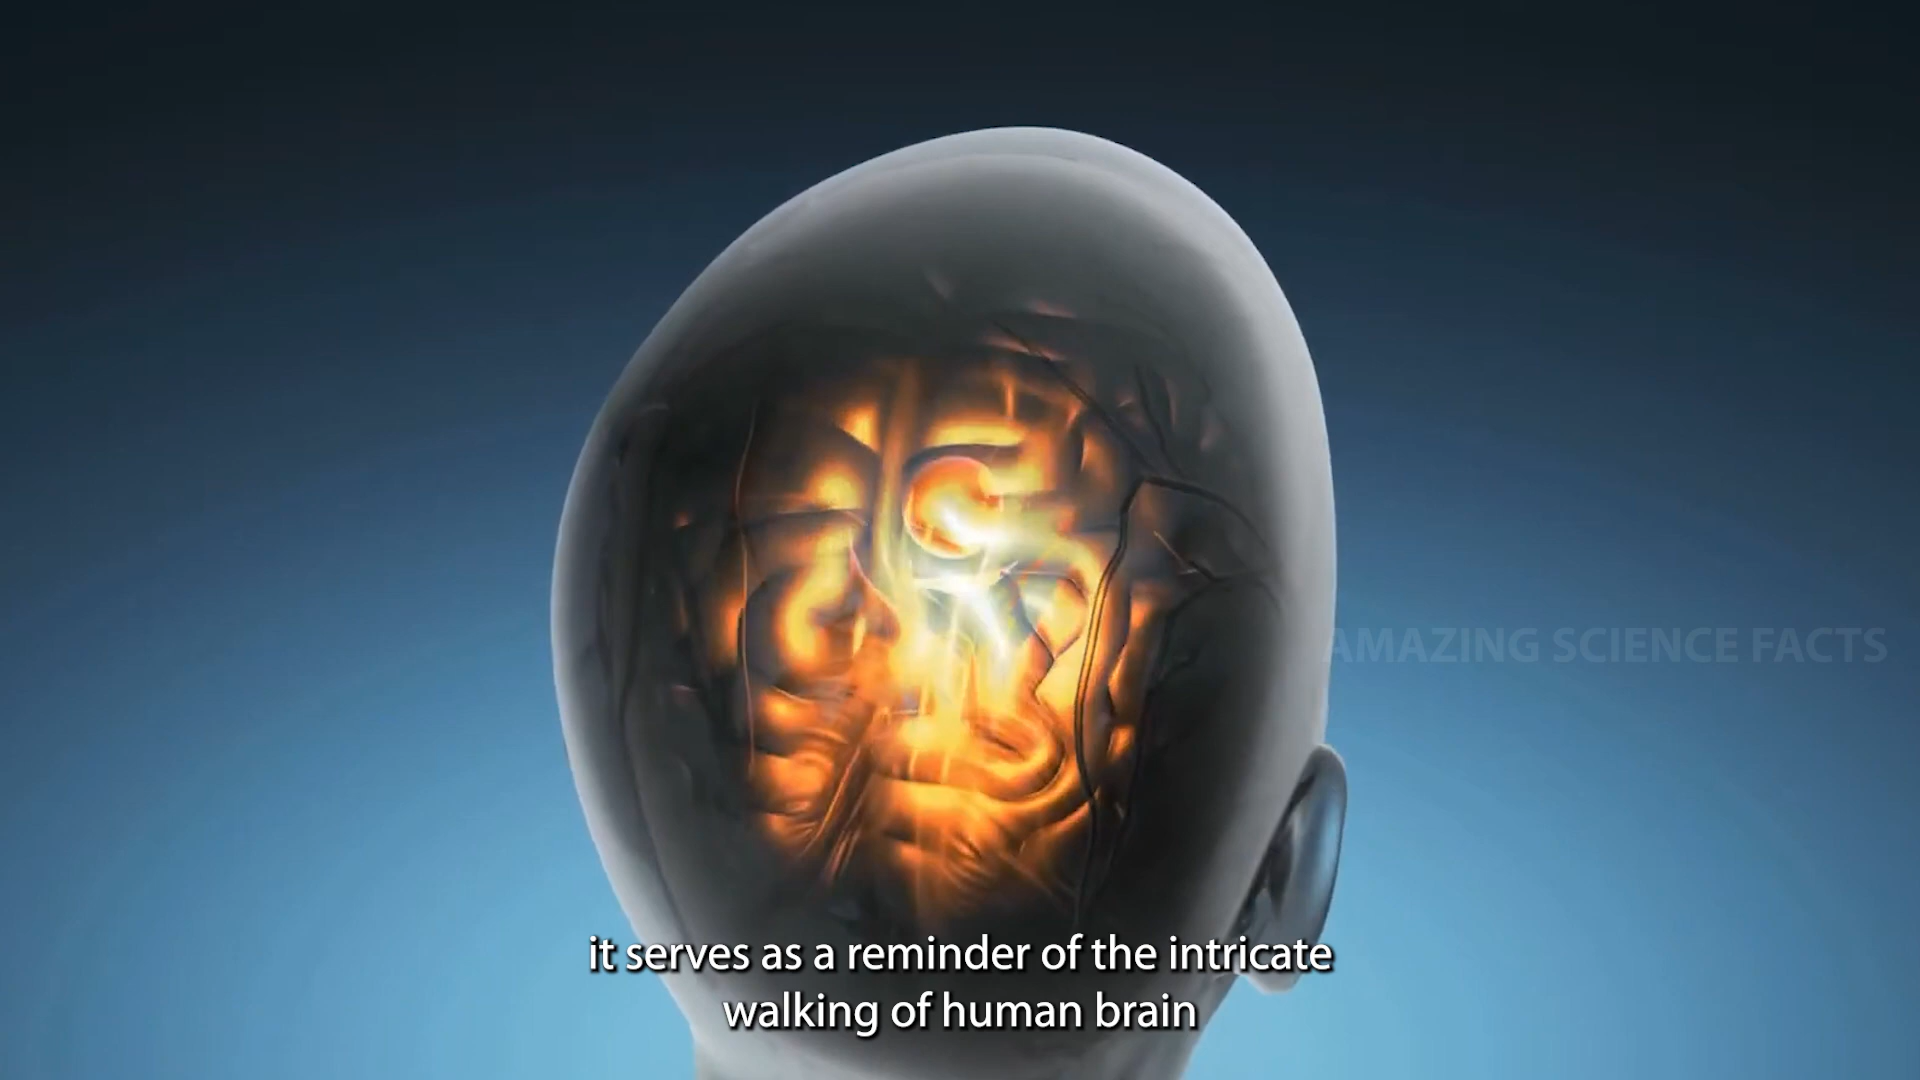 AMAZING SCIENCE FACTS
it serves as a reminder of the intricate
walking of human brain